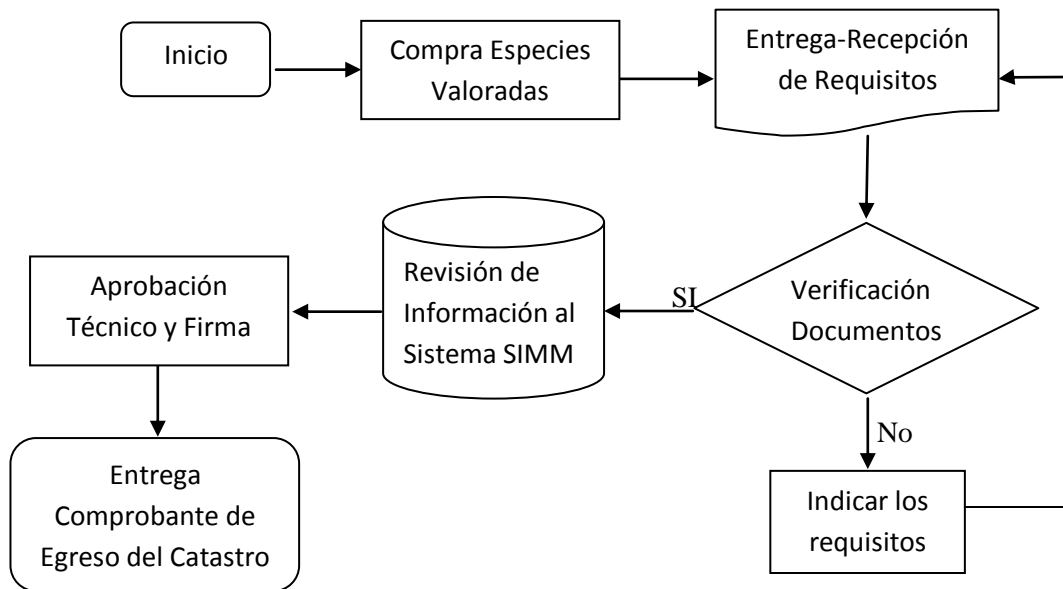 Inicio
Compra Especies
Valoradas
Entrega-Recepción
de Requisitos
Verificación
Documentos
SI
Revisión de
Información al
Sistema SIMM
Aprobación
Técnico y Firma
Entrega
Comprobante de
Egreso del Catastro
No
Indicar los
requisitos